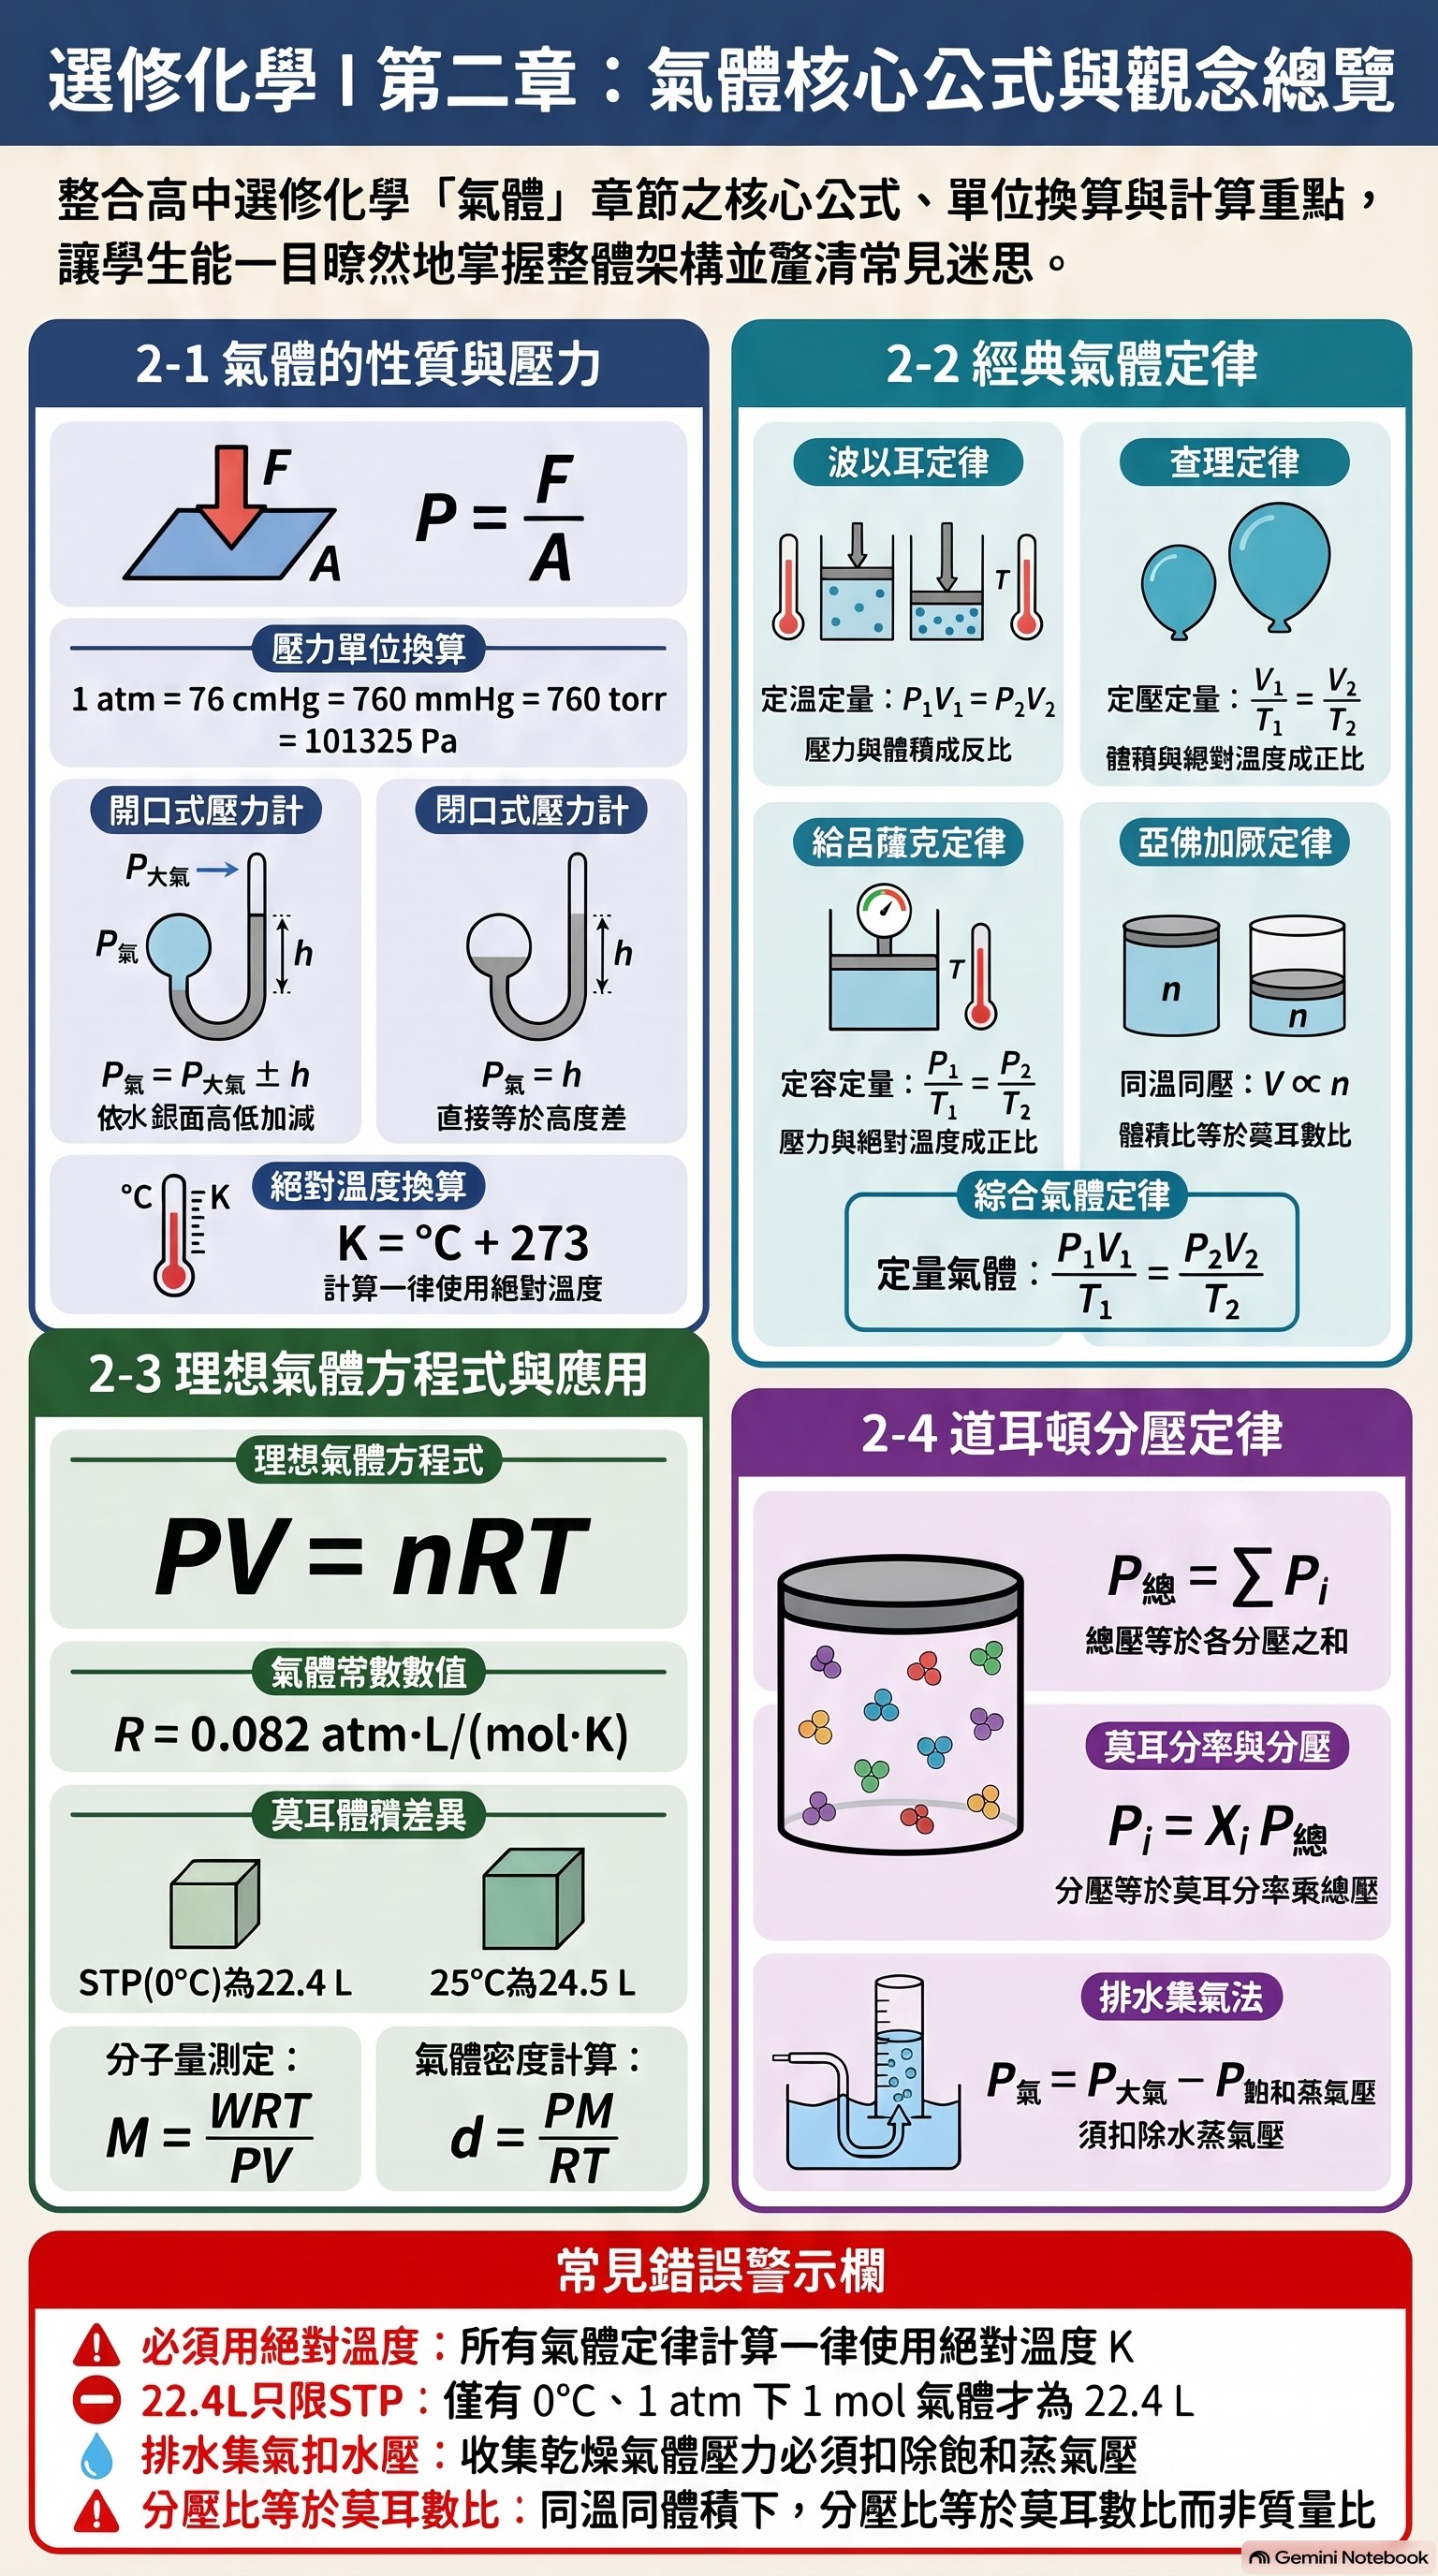 選修化學 I 第二章：氣體核心公式與觀念總覽
整合高中選修化學「氣體」章節之核心公式、單位換算與計算重點，
讓學生能一目瞭然地掌握整體架構並釐清常見迷思。
2-1 氣體的性質與壓力
F
A
P = F/A
壓力單位換算
1 atm = 76 cmHg = 760 mmHg = 760 torr
= 101325 Pa
開口式壓力計
P大氣
P氣
h
P氣 = P大氣 ± h
依水銀面高低加減
閉口式壓力計
h
P氣 = h
直接等於高度差
°C
K
絕對溫度換算
K = °C + 273
計算一律使用絕對溫度
2-2 經典氣體定律
波以耳定律
T
定溫定量：P₁V₁ = P₂V₂
壓力與體積成反比
查理定律
定壓定量：V₁/T₁ = V₂/T₂
體積與絕對溫度成正比
給呂薩克定律
T
定容定量：P₁/T₁ = P₂/T₂
壓力與絕對溫度成正比
亞佛加厥定律
n
n
同溫同壓：V ∝ n
體積比等於莫耳數比
綜合氣體定律
定量氣體：P₁V₁/T₁ = P₂V₂/T₂
2-3 理想氣體方程式與應用
理想氣體方程式
PV = nRT
氣體常數數值
R = 0.082 atm·L/(mol·K)
莫耳體積差異
STP(0°C)為22.4 L
25°C為24.5 L
分子量測定：
M = WRT/PV
氣體密度計算：
d = PM/RT
2-4 道耳頓分壓定律
P總 = ∑ Pᵢ
總壓等於各分壓之和
莫耳分率與分壓
Pᵢ = Xᵢ P總
分壓等於莫耳分率乘總壓
排水集氣法
P氣 = P大氣 − P飽和蒸氣壓
須扣除水蒸氣壓
常見錯誤警示欄
必須用絕對溫度：所有氣體定律計算一律使用絕對溫度 K
22.4L只限STP：僅有 0°C、1 atm 下 1 mol 氣體才為 22.4 L
排水集氣扣水壓：收集乾燥氣體壓力必須扣除飽和蒸氣壓
分壓比等於莫耳數比：同溫同體積下，分壓比等於莫耳數比而非質量比
Gemini Notebook